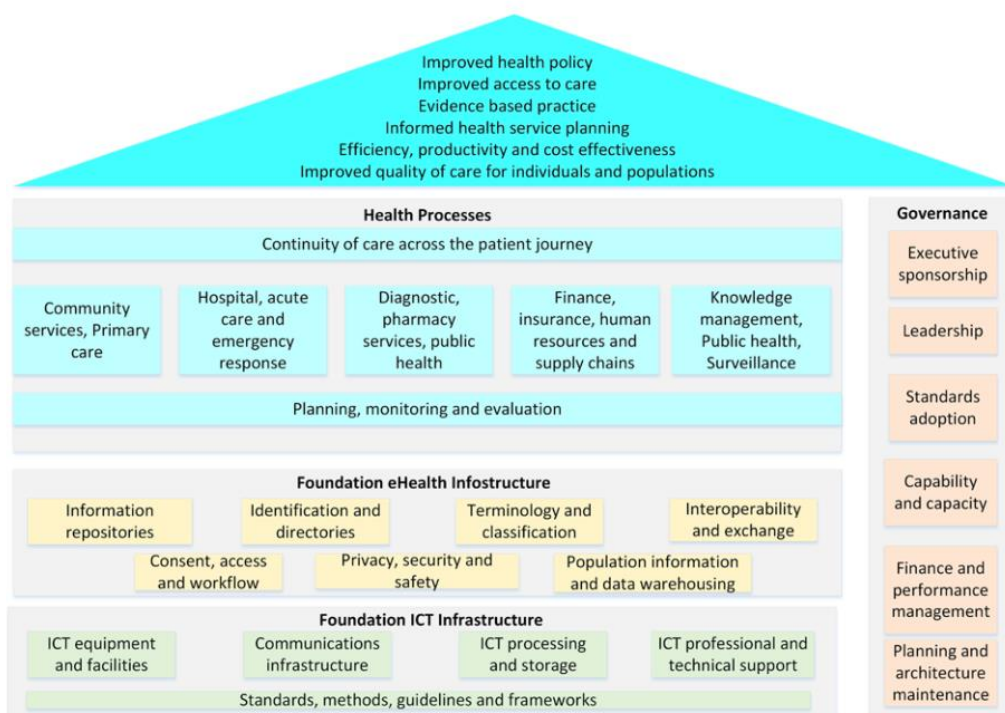 Improved health policy
Improved access to care
Evidence based practice
Informed health service planning
Efficiency, productivity and cost effectiveness
Improved quality of care for individuals and populations
Health Processes
Continuity of care across the patient journey
Community
services, Primary
care
Hospital, acute
care and
emergency
response
Diagnostic,
pharmacy
services, public
health
Finance,
insurance, human
resources and
supply chains
Knowledge
management,
Public health,
Surveillance
Planning, monitoring and evaluation
Foundation eHealth Infostructure
Information
repositories
Identification and
directories
Terminology and
classification
Interoperability
and exchange
Consent, access
and workflow
Privacy, security and
safety
Population information
and data warehousing
Foundation ICT Infrastructure
ICT equipment
and facilities
Communications
infrastructure
ICT processing
and storage
ICT professional and
technical support
Standards, methods, guidelines and frameworks
Governance
Executive
sponsorship
Leadership
Standards
adoption
Capability
and capacity
Finance and
performance
management
Planning and
architecture
maintenance